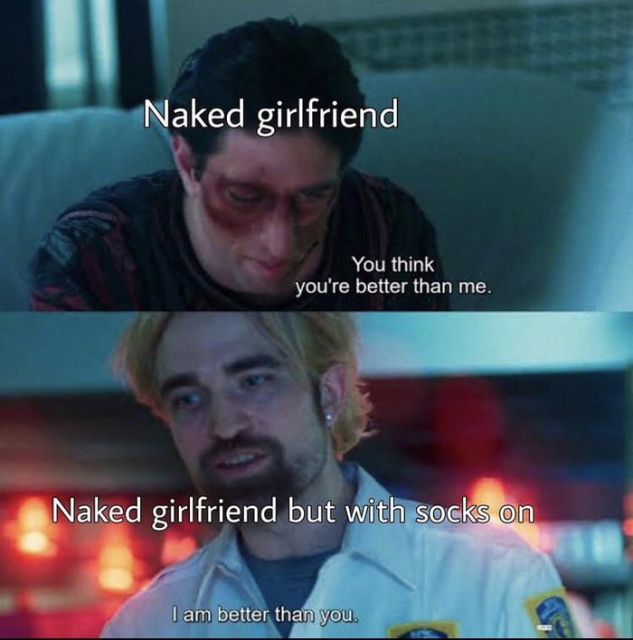 Naked girlfriend
You think
you're better than me.
Naked girlfriend but with socks on
I am better than you.